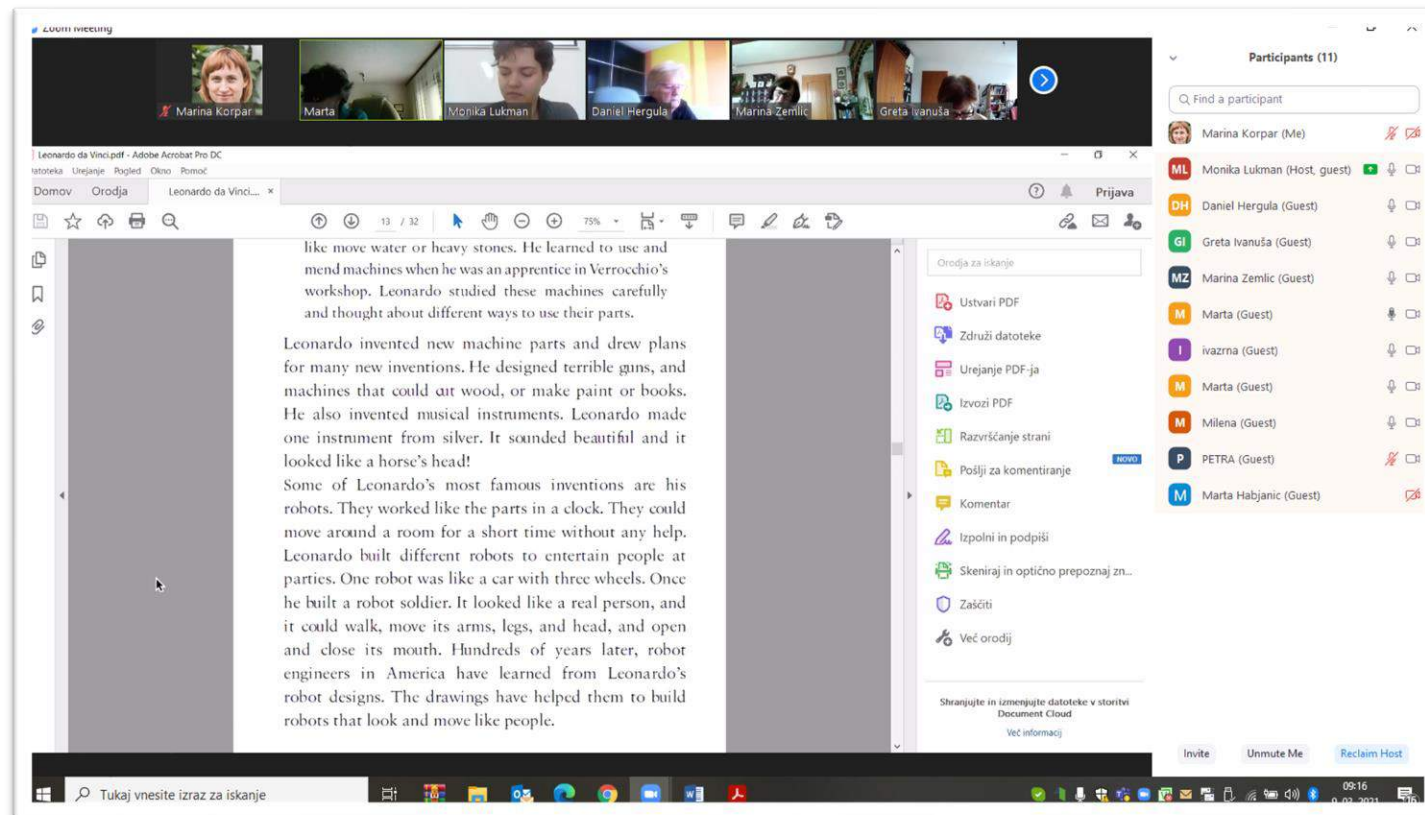 Zoom Meeting
Marina Korpar
Marta
Monika Lukman
Daniel Hergula
Marina Zemlic
Greta Ivanuša
Leonardo da Vinci.pdf - Adobe Acrobat Pro DC
Datoteka Urejanje Pogled Okno Pomoč
Domov Orodja Leonardo da Vinci.... ×
Prijava
13 / 32 75%
like move water or heavy stones. He learned to use and
mend machines when he was an apprentice in Verrocchio's
workshop. Leonardo studied these machines carefully
and thought about different ways to use their parts.
Leonardo invented new machine parts and drew plans
for many new inventions. He designed terrible guns, and
machines that could cut wood, or make paint or books.
He also invented musical instruments. Leonardo made
one instrument from silver. It sounded beautiful and it
looked like a horse's head!
Some of Leonardo's most famous inventions are his
robots. They worked like the parts in a clock. They could
move around a room for a short time without any help.
Leonardo built different robots to entertain people at
parties. One robot was like a car with three wheels. Once
he built a robot soldier. It looked like a real person, and
it could walk, move its arms, legs, and head, and open
and close its mouth. Hundreds of years later, robot
engineers in America have learned from Leonardo's
robot designs. The drawings have helped them to build
robots that look and move like people.
Orodja za iskanje
Ustvari PDF
Združi datoteke
Urejanje PDF-ja
Izvozi PDF
Razvrščanje strani
Pošlji za komentiranje
NOVO
Komentar
Izpolni in podpiši
Skeniraj in optično prepoznaj zn...
Zaščiti
Več orodij
Shranjujte in izmenjujte datoteke v storitvi
Document Cloud
Več informacij
Participants (11)
Find a participant
Marina Korpar (Me)
ML Monika Lukman (Host, guest)
DH Daniel Hergula (Guest)
GI Greta Ivanuša (Guest)
MZ Marina Zemlic (Guest)
M Marta (Guest)
I ivazrna (Guest)
M Marta (Guest)
M Milena (Guest)
P PETRA (Guest)
M Marta Habjanic (Guest)
Invite Unmute Me Reclaim Host
Tukaj vnesite izraz za iskanje
09:16
9. 03. 2021